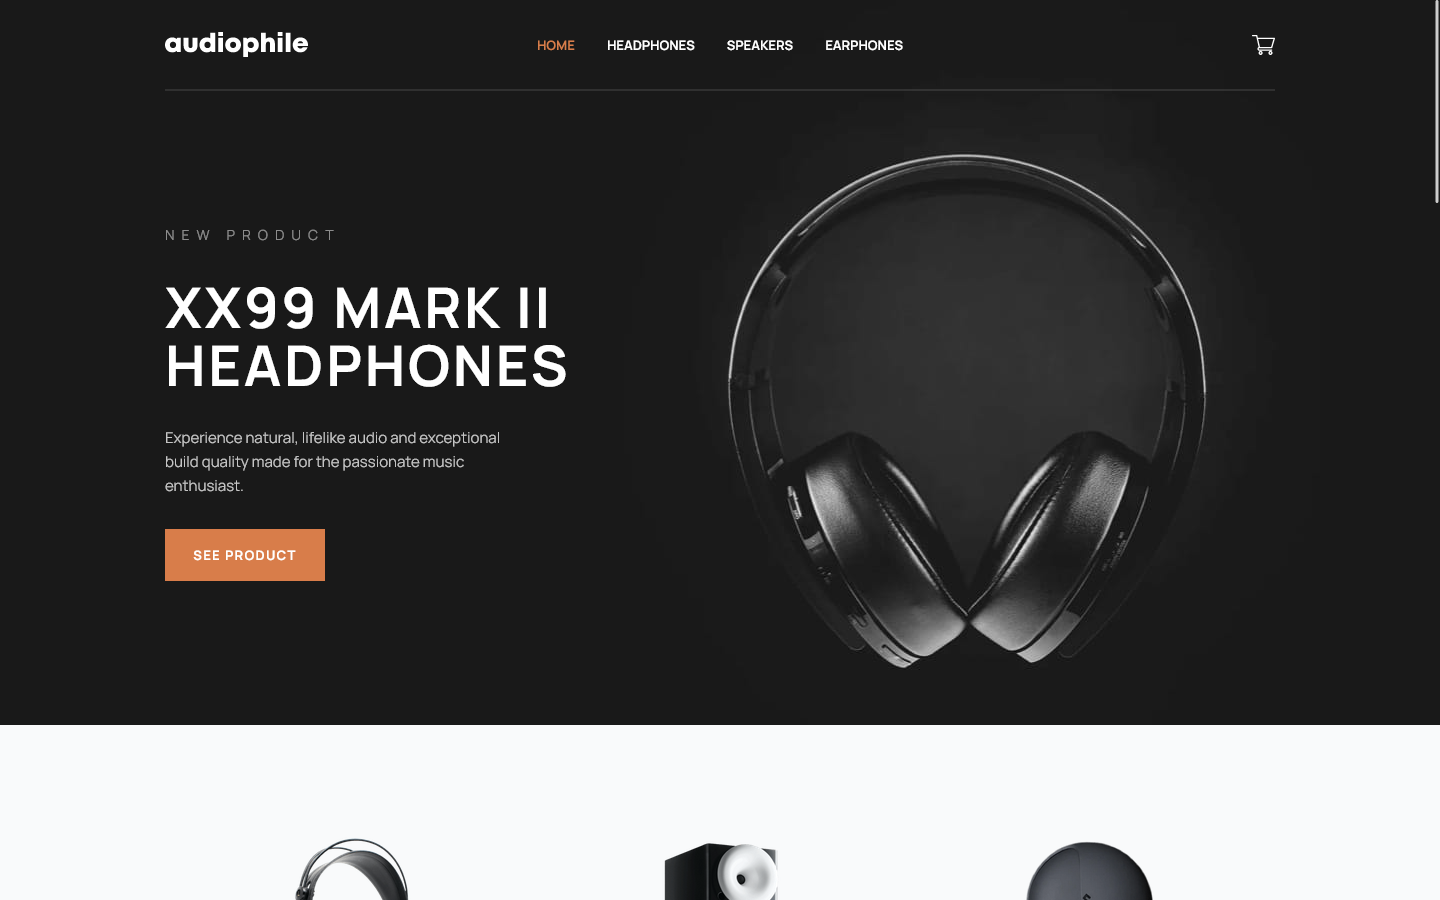 audiophile
HOME HEADPHONES SPEAKERS EARPHONES
NEW PRODUCT
XX99 MARK II
HEADPHONES
Experience natural, lifelike audio and exceptional
build quality made for the passionate music
enthusiast.
SEE PRODUCT